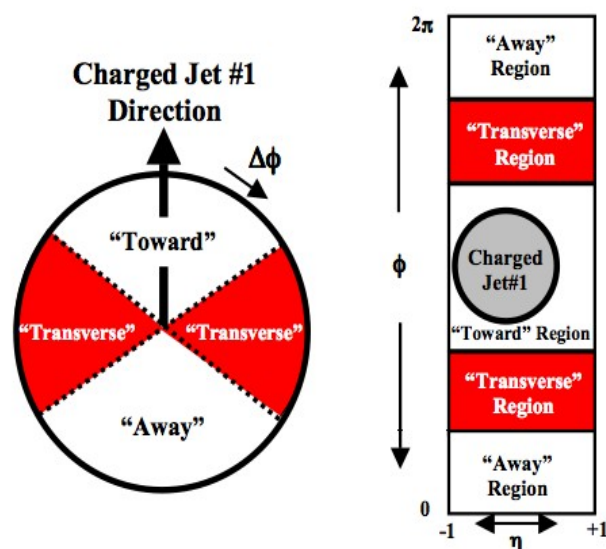 Charged Jet #1
Direction
Δϕ
“Toward”
“Transverse”
“Transverse”
“Away”
2π
“Away”
Region
“Transverse”
Region
ϕ
Charged
Jet#1
“Toward” Region
“Transverse”
Region
“Away”
Region
0
-1
η
+1